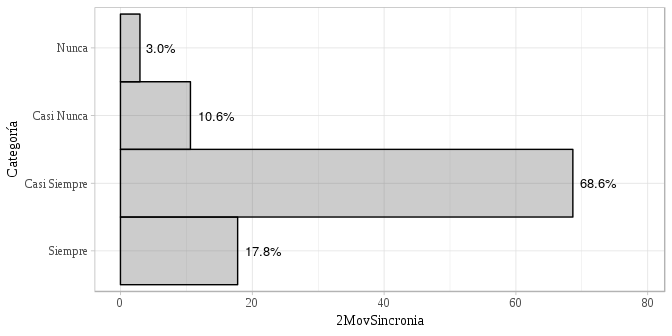 Nunca
3.0%
Casi Nunca
10.6%
Casi Siempre
68.6%
Siempre
17.8%
Categoría
0 20 40 60 80
2MovSincronia